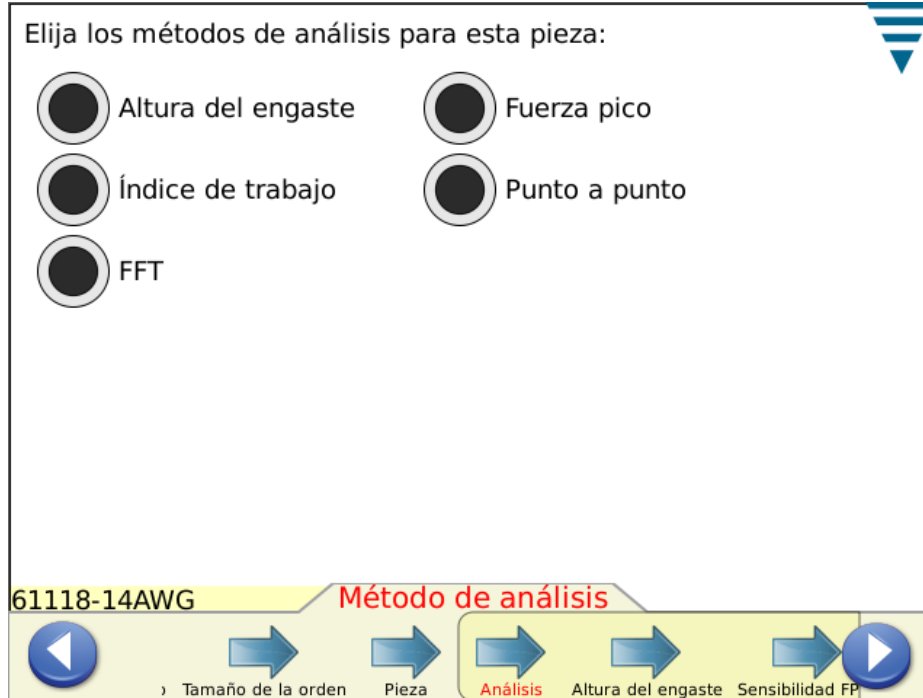 Elija los métodos de análisis para esta pieza:
Altura del engaste
Fuerza pico
Índice de trabajo
Punto a punto
FFT
61118-14AWG
Método de análisis
Tamaño de la orden
Pieza
Análisis
Altura del engaste
Sensibilidad FP